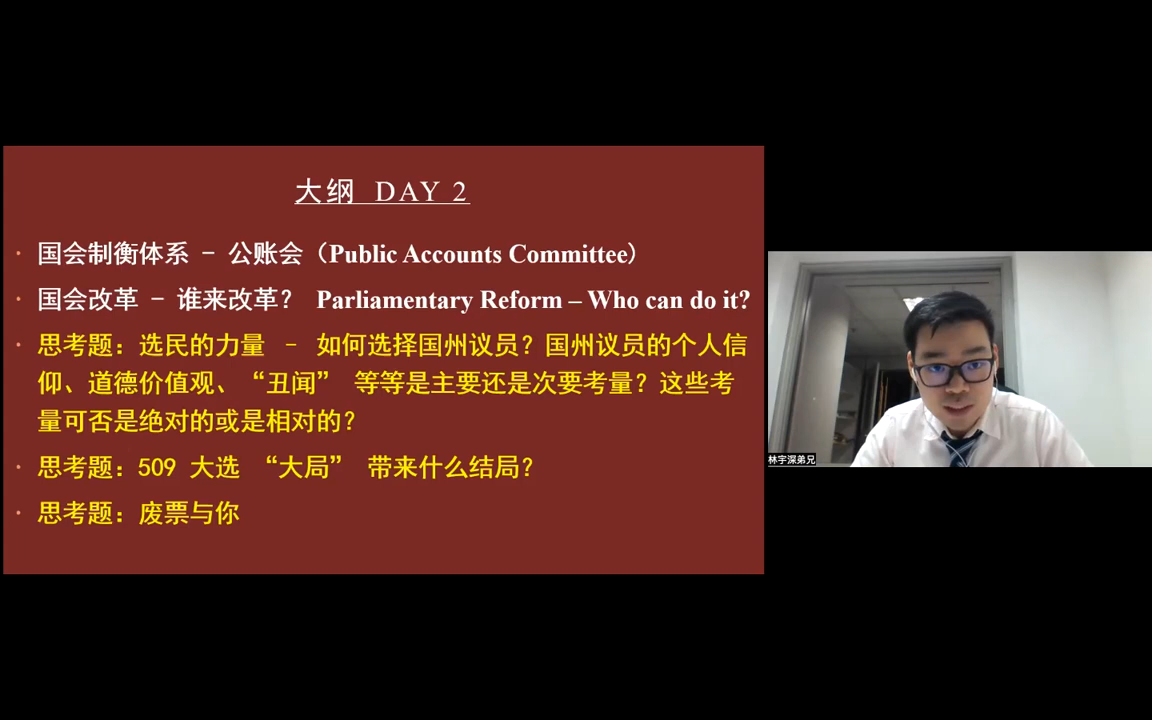 大纲 DAY 2
· 国会制衡体系 – 公账会（Public Accounts Committee）
· 国会改革 – 谁来改革？ Parliamentary Reform – Who can do it?
· 思考题：选民的力量 – 如何选择国州议员？国州议员的个人信
仰、道德价值观、“丑闻” 等等是主要还是次要考量？这些考
量可否是绝对的或是相对的？
· 思考题：509 大选 “大局” 带来什么结局？
· 思考题：废票与你
林宇深弟兄